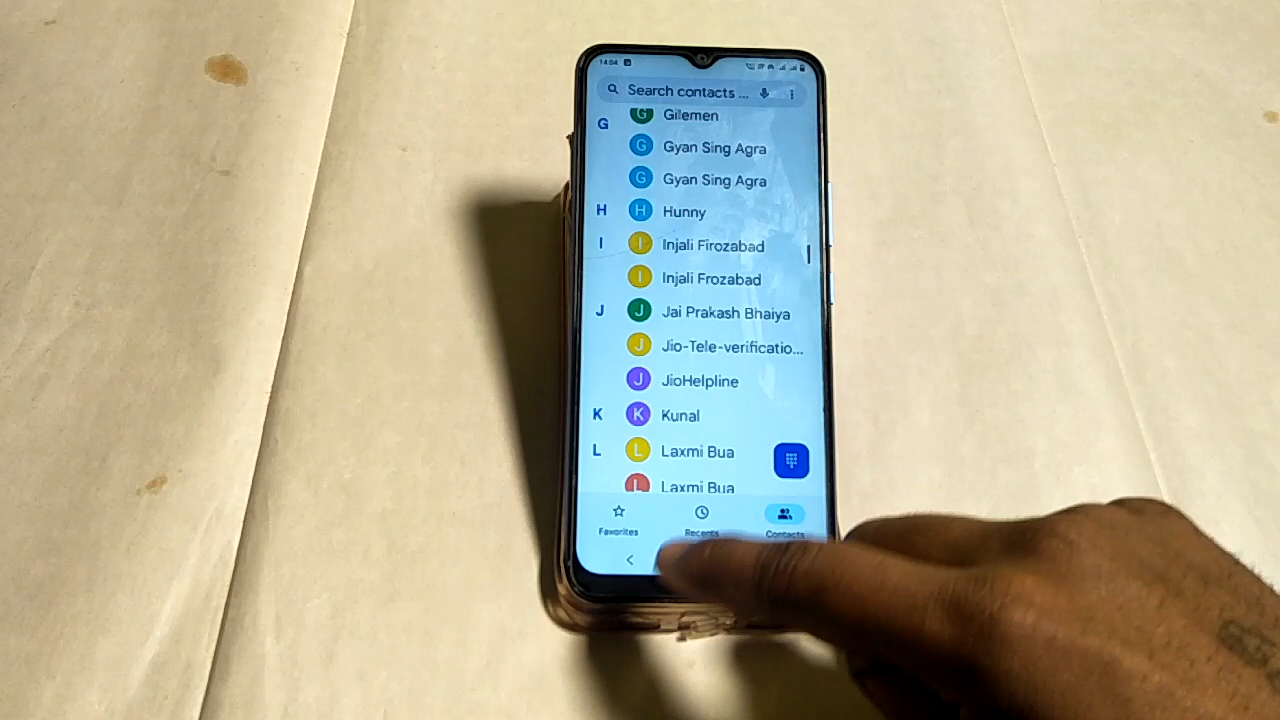 14:04
Search contacts ...
G
G Gilemen
G Gyan Sing Agra
G Gyan Sing Agra
H H Hunny
I I Injali Firozabad
I Injali Frozabad
J J Jai Prakash Bhaiya
J Jio-Tele-verificatio...
J JioHelpline
K K Kunal
L L Laxmi Bua
L Laxmi Bua
Favorites Recents Contacts